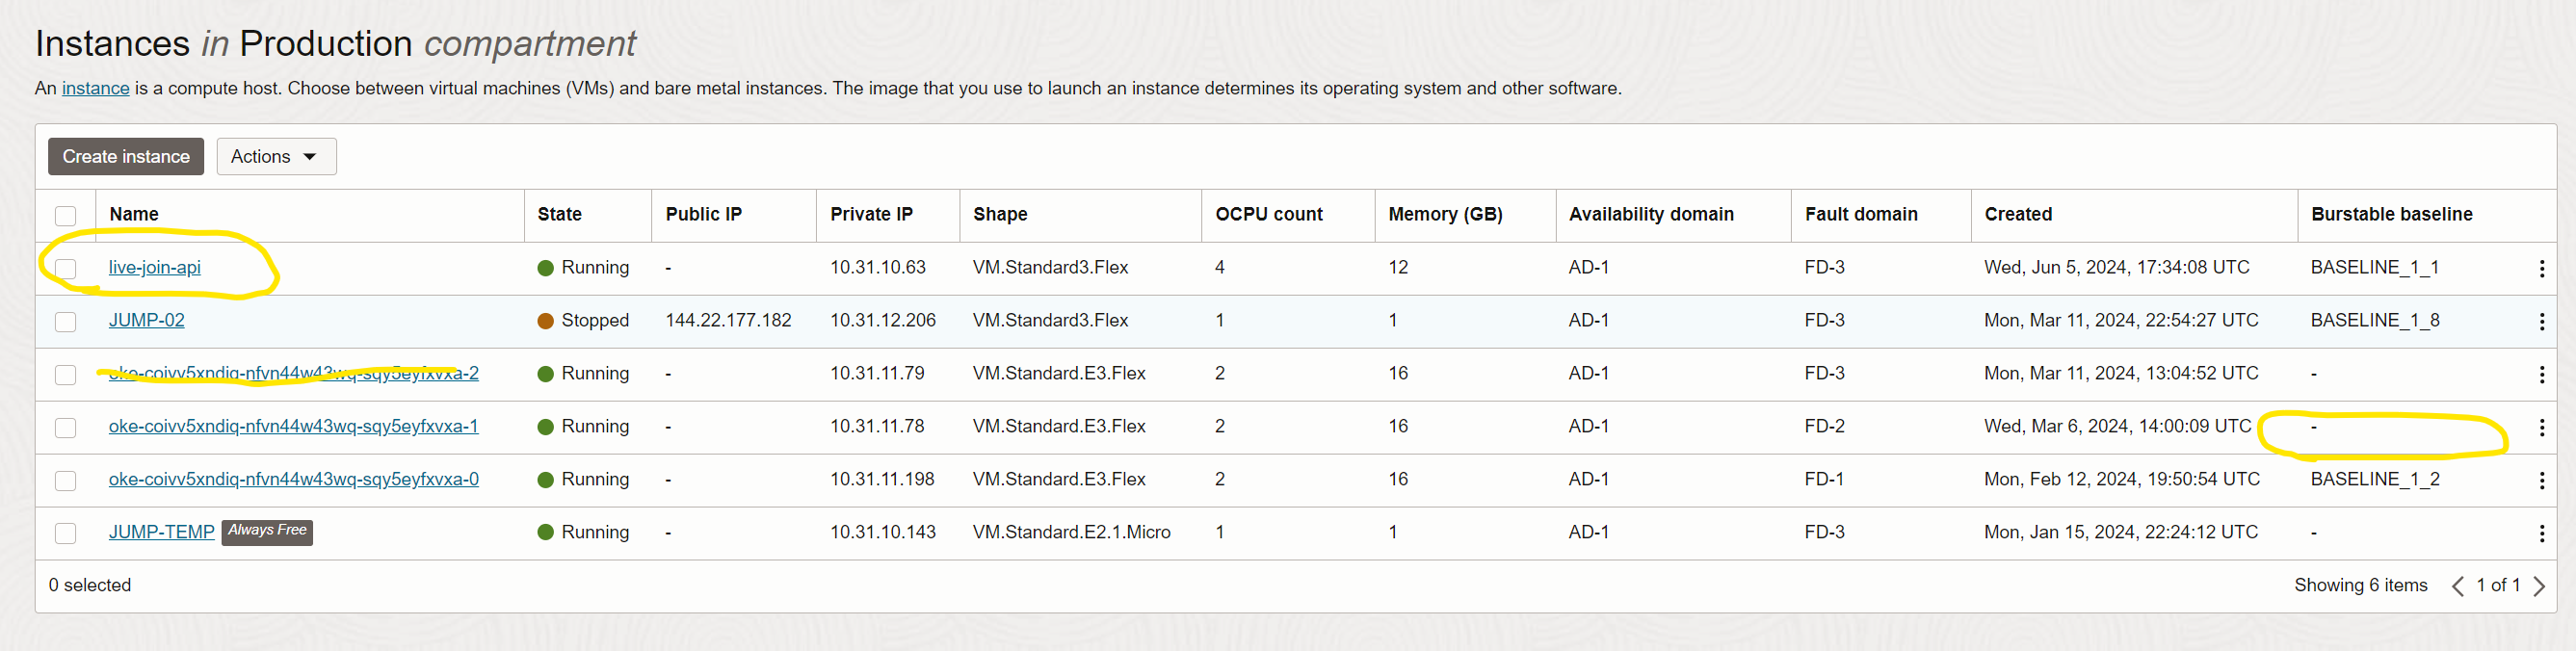 Instances in Production compartment
An instance is a compute host. Choose between virtual machines (VMs) and bare metal instances. The image that you use to launch an instance determines its operating system and other software.
Create instance Actions
Name State Public IP Private IP Shape OCPU count Memory (GB) Availability domain Fault domain Created Burstable baseline
live-join-api Running - 10.31.10.63 VM.Standard3.Flex 4 12 AD-1 FD-3 Wed, Jun 5, 2024, 17:34:08 UTC BASELINE_1_1
JUMP-02 Stopped 144.22.177.182 10.31.12.206 VM.Standard3.Flex 1 1 AD-1 FD-3 Mon, Mar 11, 2024, 22:54:27 UTC BASELINE_1_8
oke-coivv5xndiq-nfvn44w43wq-sqy5eyfxvxa-2 Running - 10.31.11.79 VM.Standard.E3.Flex 2 16 AD-1 FD-3 Mon, Mar 11, 2024, 13:04:52 UTC -
oke-coivv5xndiq-nfvn44w43wq-sqy5eyfxvxa-1 Running - 10.31.11.78 VM.Standard.E3.Flex 2 16 AD-1 FD-2 Wed, Mar 6, 2024, 14:00:09 UTC -
oke-coivv5xndiq-nfvn44w43wq-sqy5eyfxvxa-0 Running - 10.31.11.198 VM.Standard.E3.Flex 2 16 AD-1 FD-1 Mon, Feb 12, 2024, 19:50:54 UTC BASELINE_1_2
JUMP-TEMP Always Free Running - 10.31.10.143 VM.Standard.E2.1.Micro 1 1 AD-1 FD-3 Mon, Jan 15, 2024, 22:24:12 UTC -
0 selected Showing 6 items 1 of 1